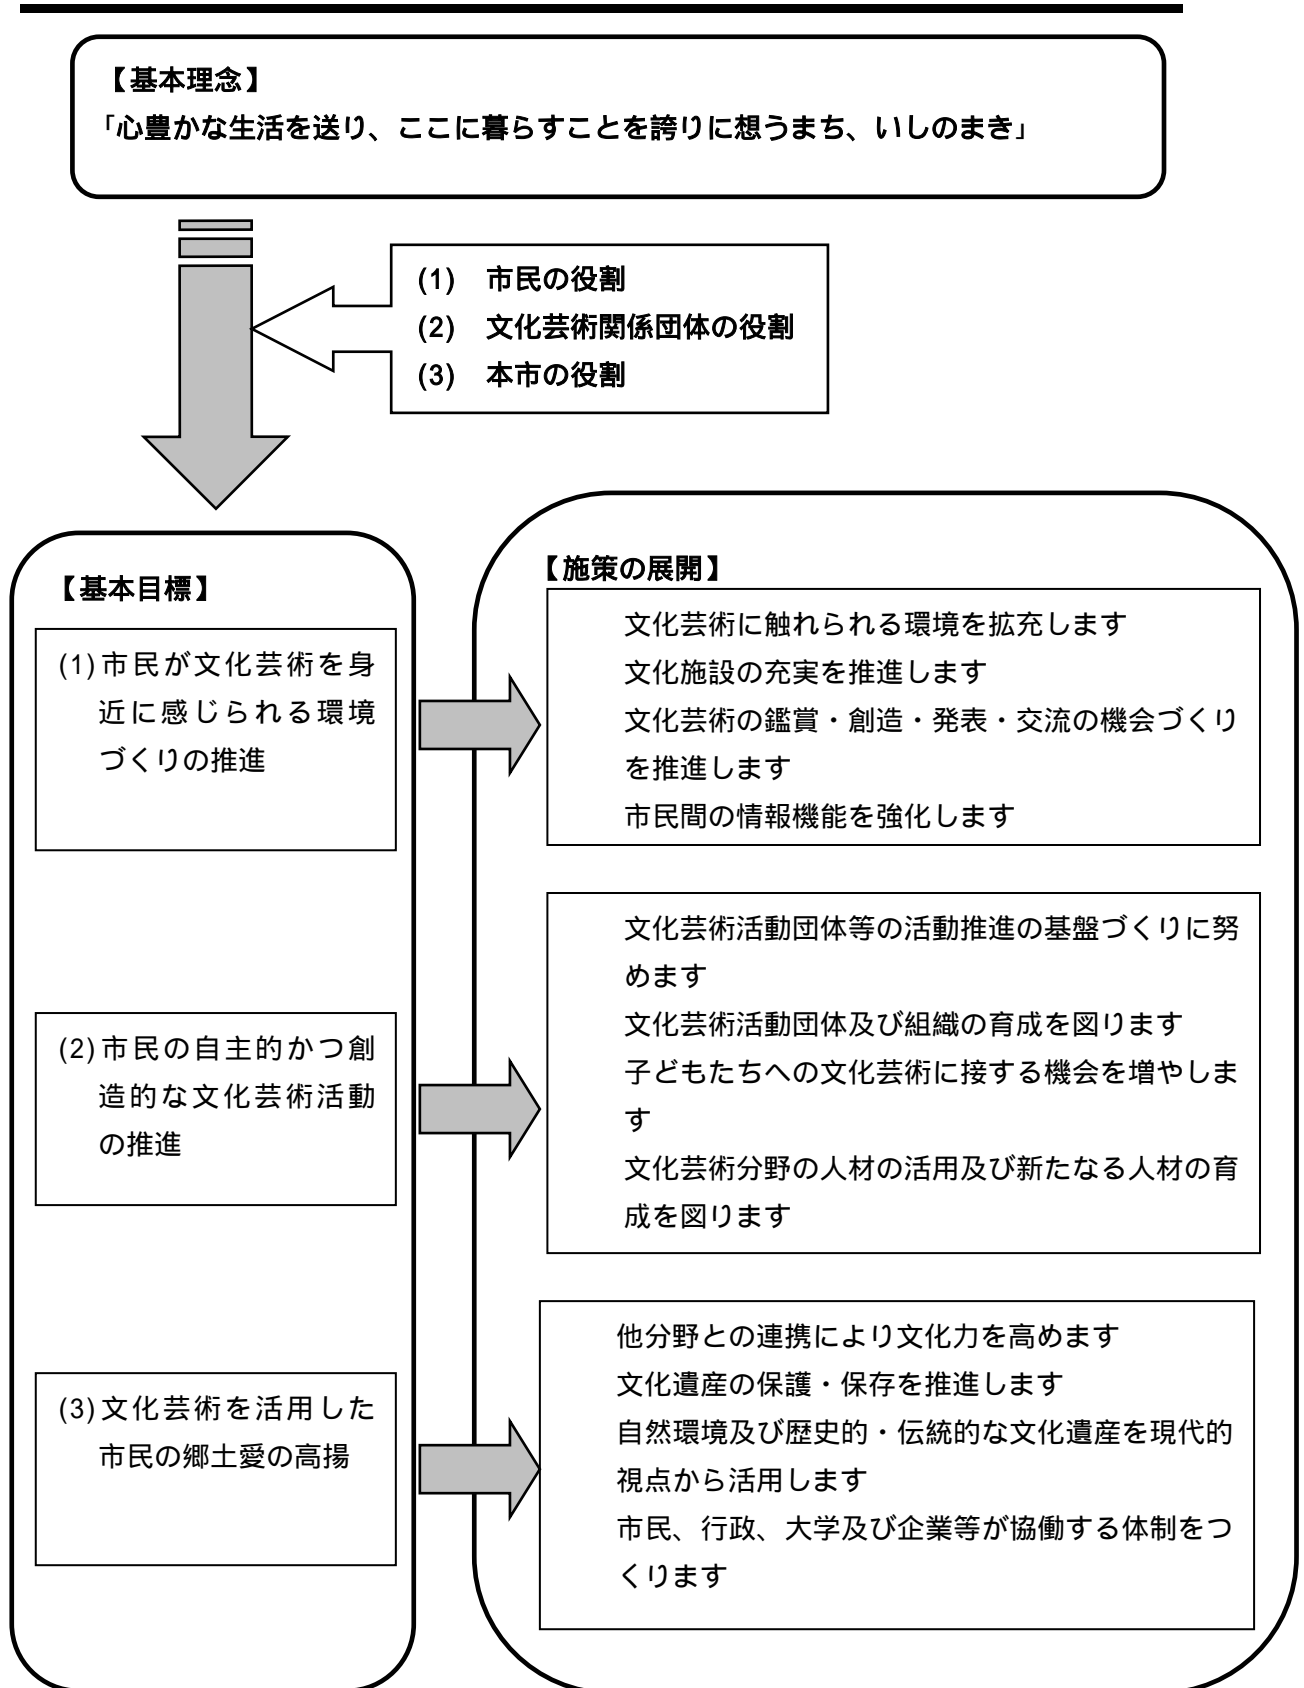 【基本理念】
「心豊かな生活を送り、ここに暮らすことを誇りに想うまち、いしのまき」
(1) 市民の役割
(2) 文化芸術関係団体の役割
(3) 本市の役割
【基本目標】
(1)市民が文化芸術を身
近に感じられる環境
づくりの推進
(2)市民の自主的かつ創
造的な文化芸術活動
の推進
(3)文化芸術を活用した
市民の郷土愛の高揚
【施策の展開】
文化芸術に触れられる環境を拡充します
文化施設の充実を推進します
文化芸術の鑑賞・創造・発表・交流の機会づくり
を推進します
市民間の情報機能を強化します
文化芸術活動団体等の活動推進の基盤づくりに努
めます
文化芸術活動団体及び組織の育成を図ります
子どもたちへの文化芸術に接する機会を増やしま
す
文化芸術分野の人材の活用及び新たなる人材の育
成を図ります
他分野との連携により文化力を高めます
文化遺産の保護・保存を推進します
自然環境及び歴史的・伝統的な文化遺産を現代的
視点から活用します
市民、行政、大学及び企業等が協働する体制をつ
くります